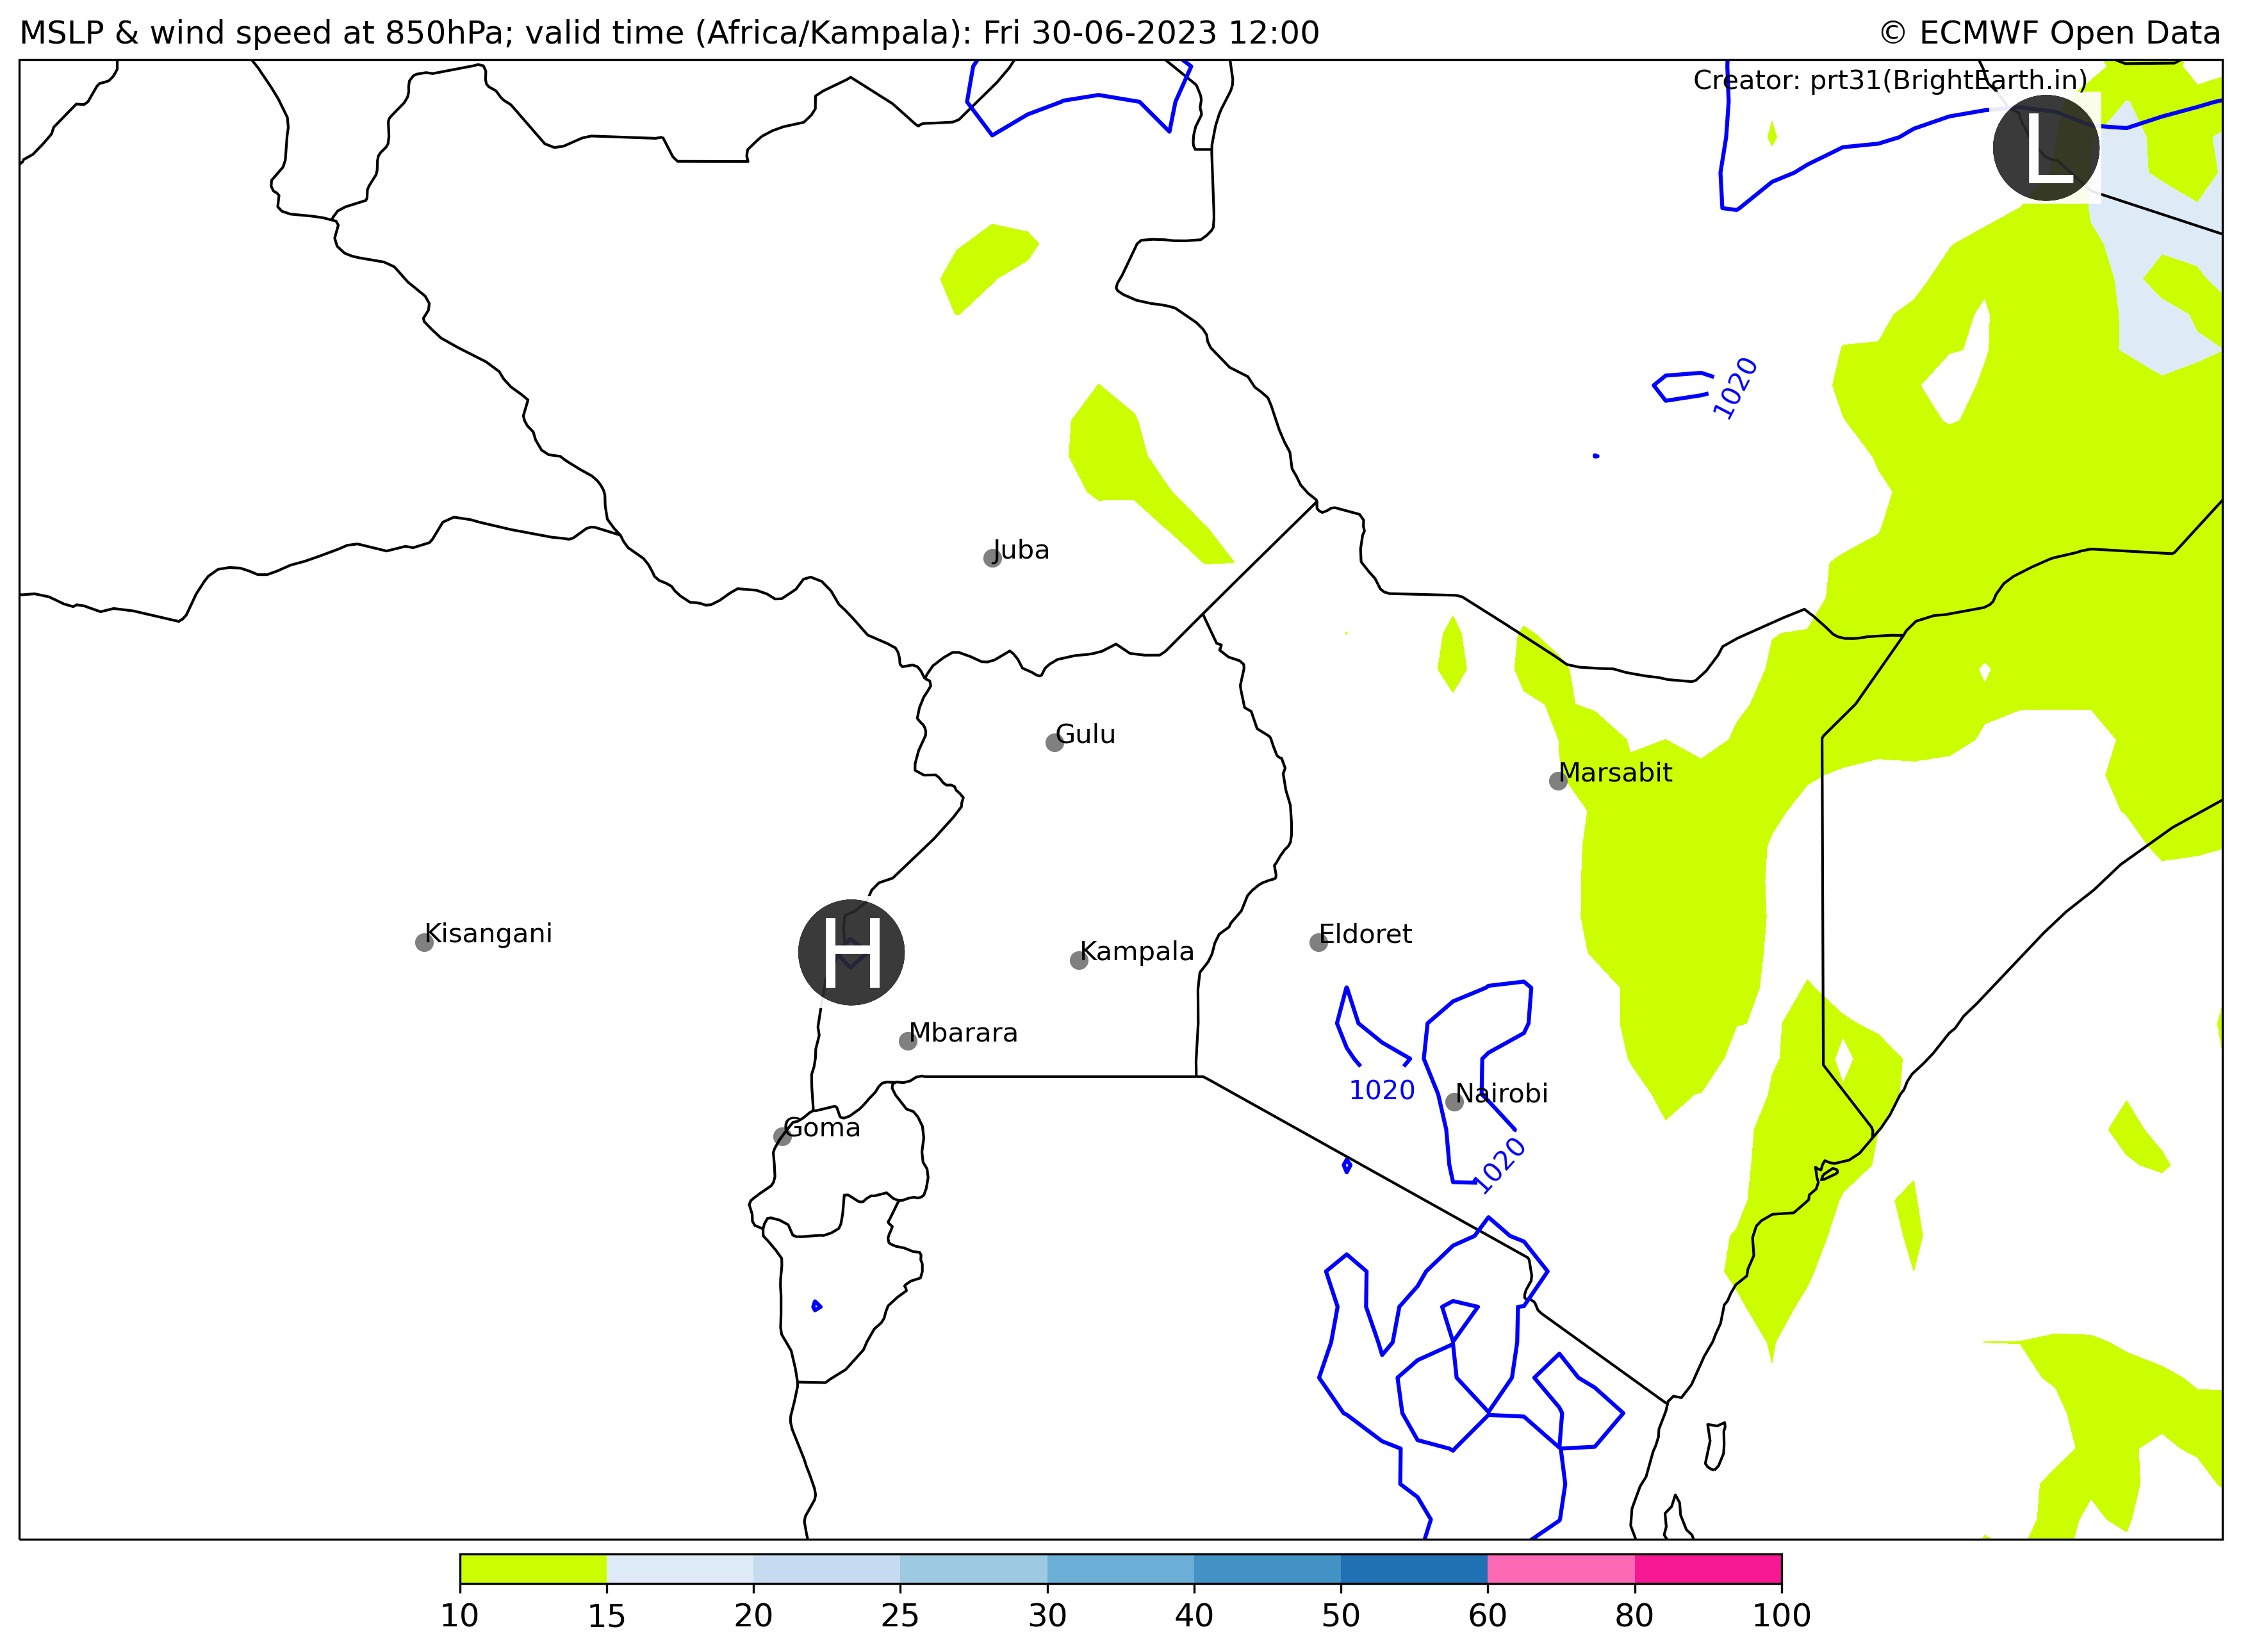 MSLP & wind speed at 850hPa; valid time (Africa/Kampala): Fri 30-06-2023 12:00
© ECMWF Open Data
Creator: prt31(BrightEarth.in)
L
1020
Juba
Gulu
Marsabit
Kisangani
H
Eldoret
Kampala
Mbarara
1020
Nairobi
Goma
1020
10 15 20 25 30 40 50 60 80 100